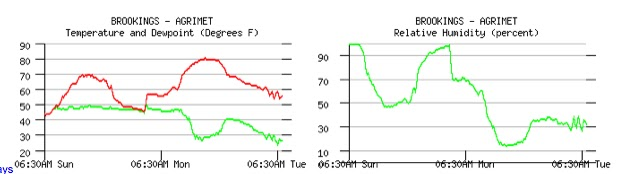 BROOKINGS - AGRIMET
Temperature and Dewpoint (Degrees F)
90
80
70
60
50
40
30
20
06:30AM Sun 06:30AM Mon 06:30AM Tue
BROOKINGS - AGRIMET
Relative Humidity (percent)
90
70
50
30
10
06:30AM Sun 06:30AM Mon 06:30AM Tue
ays